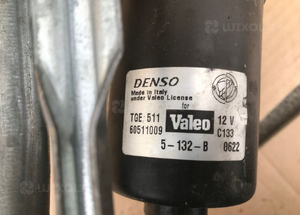 DENSO
Made in Italy
under Valeo License
for
TGE 511 Valeo 12 V
60511009 C133
5-132-B 0622